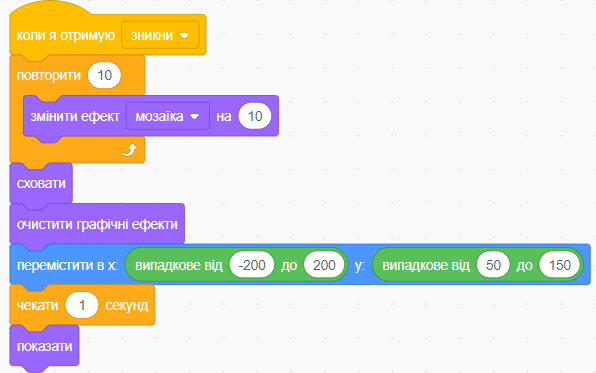 коли я отримую зникни
повторити 10
змінити ефект мозаїка на 10
сховати
очистити графічні ефекти
перемістити в x: випадкове від -200 до 200 y: випадкове від 50 до 150
чекати 1 секунд
показати